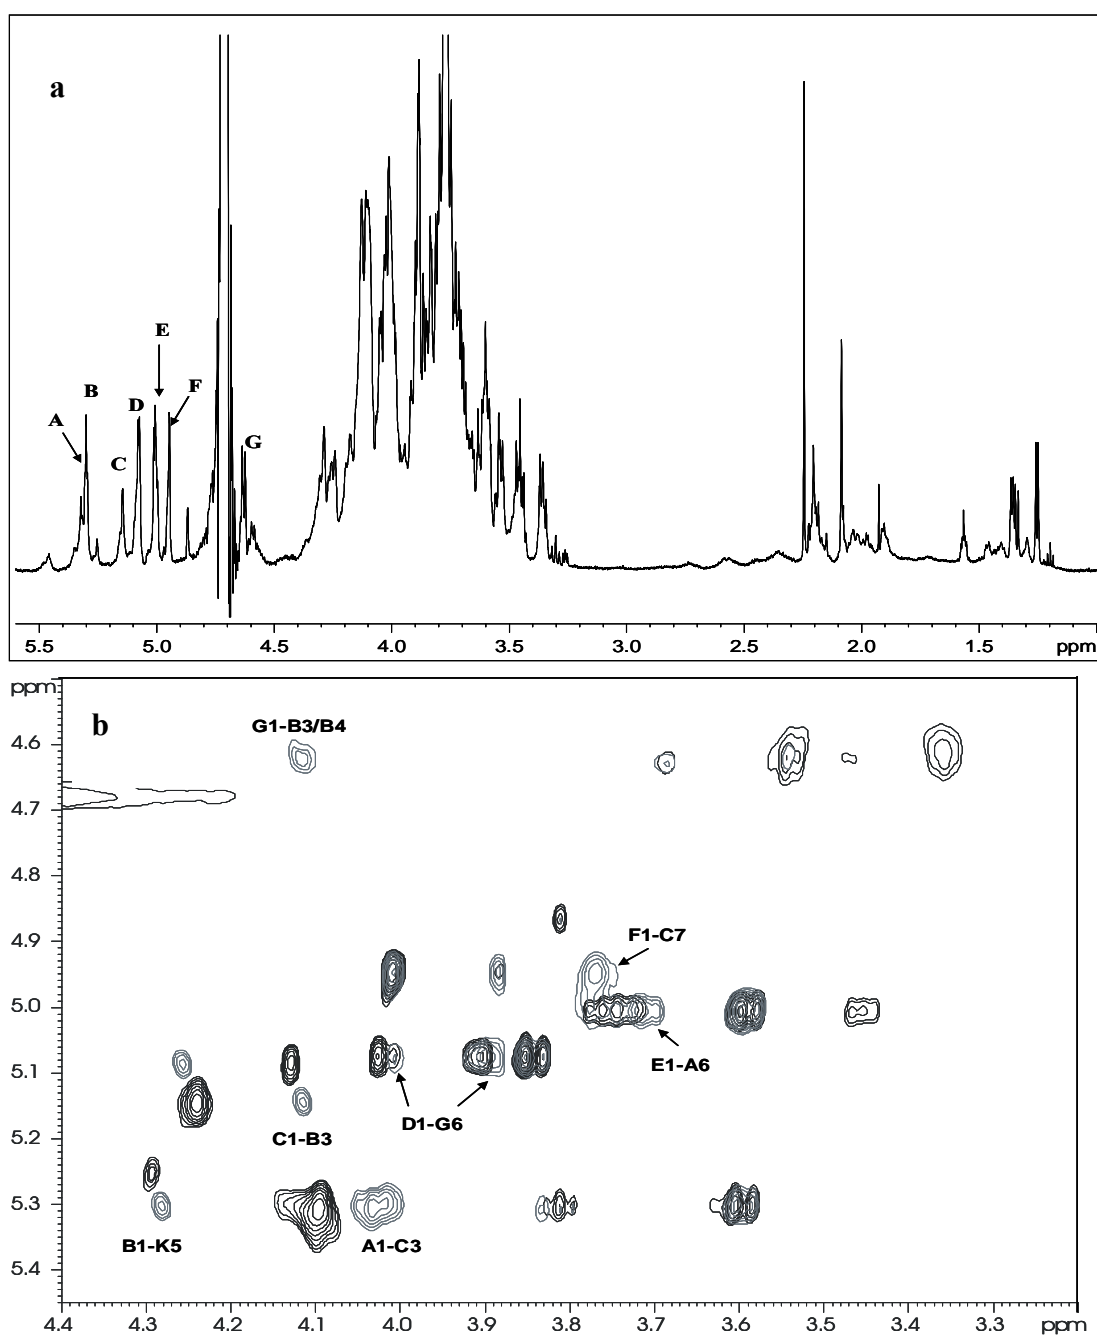 a
E
B
F
D
A
G
C
5.5 5.0 4.5 4.0 3.5 3.0 2.5 2.0 1.5 ppm
ppm
b
G1-B3/B4
4.6
4.7
4.8
4.9
F1-C7
5.0
E1-A6
5.1
D1-G6
C1-B3
5.2
5.3
B1-K5 A1-C3
5.4
4.4 4.3 4.2 4.1 4.0 3.9 3.8 3.7 3.6 3.5 3.4 3.3 ppm